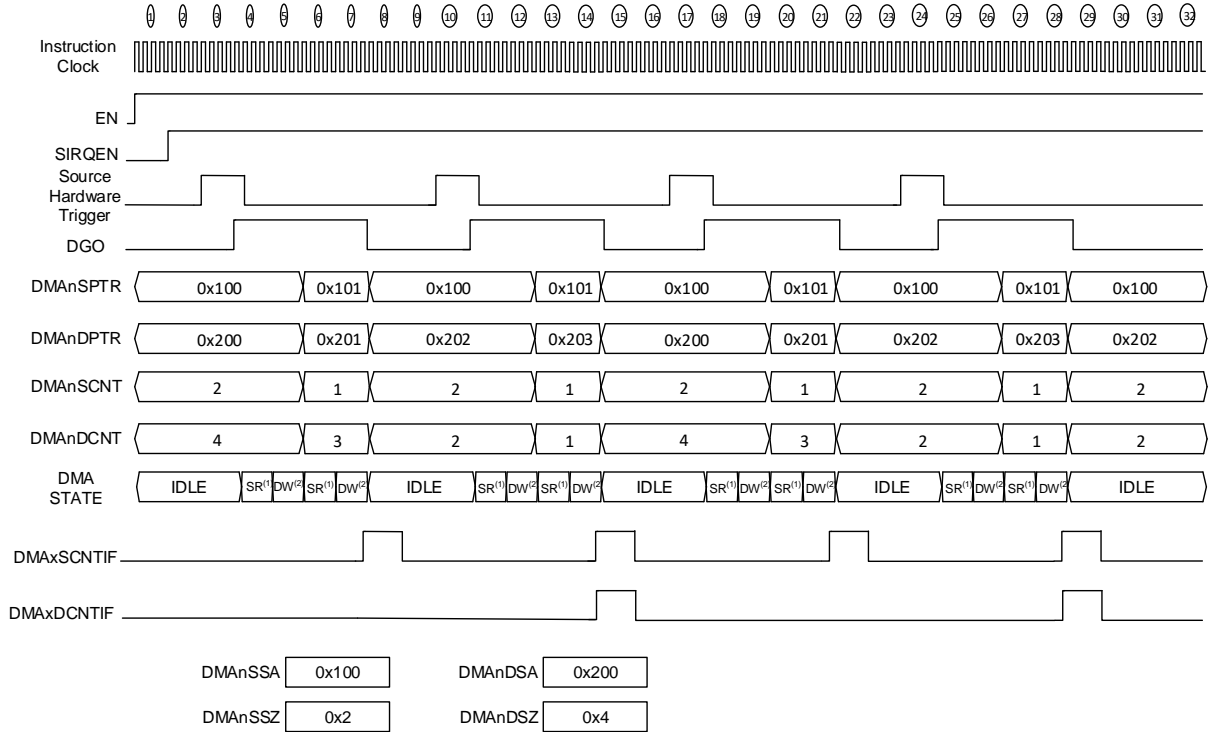 1 2 3 4 5 6 7 8 9 10 11 12 13 14 15 16 17 18 19 20 21 22 23 24 25 26 27 28 29 30 31 32
Instruction
Clock
EN
SIRQEN
Source
Hardware
Trigger
DGO
DMAnSPTR 0x100 0x101 0x100 0x101 0x100 0x101 0x100 0x101 0x100
DMAnDPTR 0x200 0x201 0x202 0x203 0x200 0x201 0x202 0x203 0x202
DMAnSCNT 2 1 2 1 2 1 2 1 2
DMAnDCNT 4 3 2 1 4 3 2 1 2
DMA
STATE
IDLE SR(1) DW(2) SR(1) DW(2) IDLE SR(1) DW(2) SR(1) DW(2) IDLE SR(1) DW(2) SR(1) DW(2) IDLE SR(1) DW(2) SR(1) DW(2 IDLE
DMAxSCNTIF
DMAxDCNTIF
DMAnSSA 0x100 DMAnDSA 0x200
DMAnSSZ 0x2 DMAnDSZ 0x4